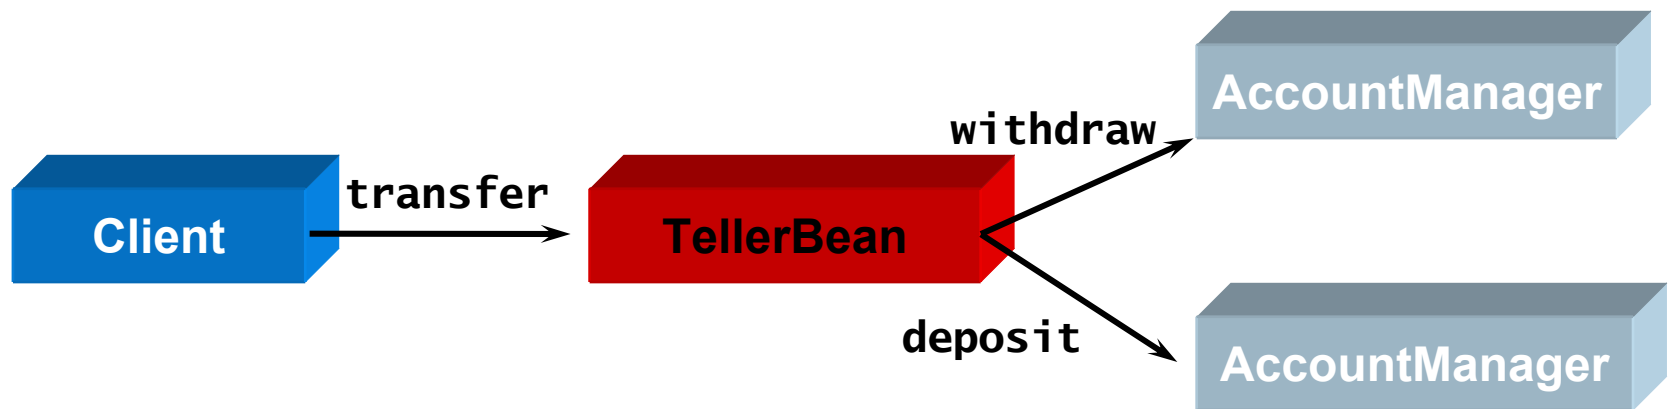 AccountManager
withdraw
transfer
Client
TellerBean
deposit
AccountManager